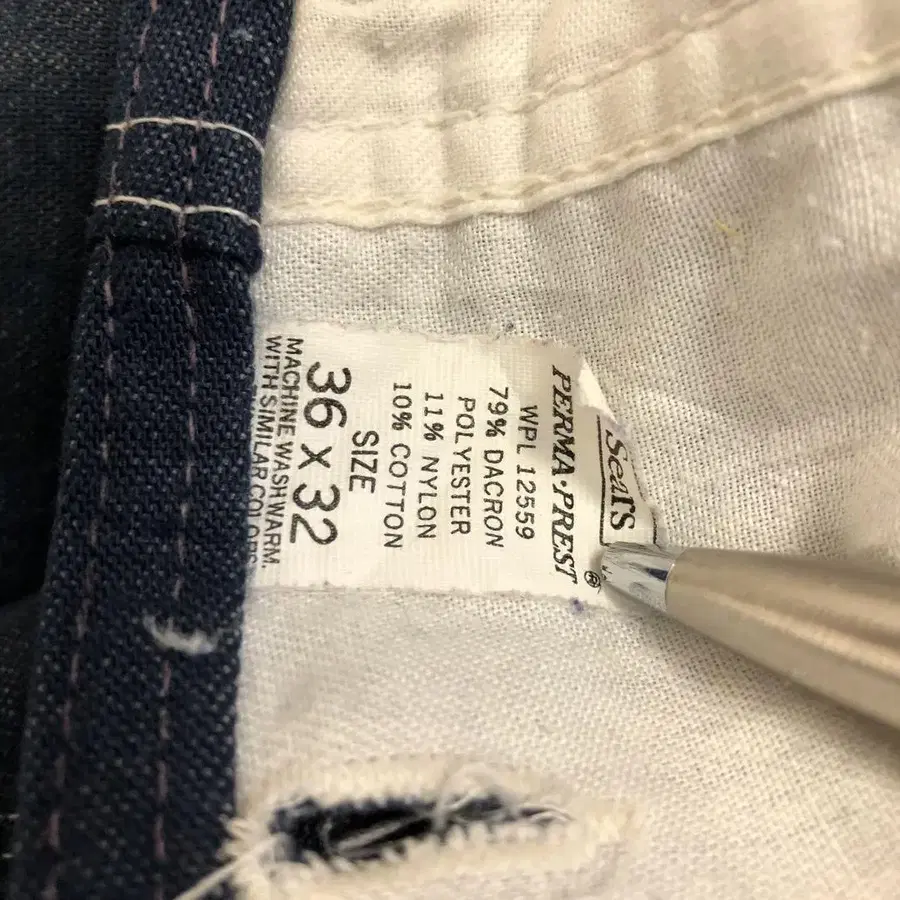 Sears
PERMA·PREST®
WPL 12559
79% DACRON
POLYESTER
11% NYLON
10% COTTON
SIZE
36 x 32
MACHINE WASH WARM.
WITH SIMILAR COLORS.